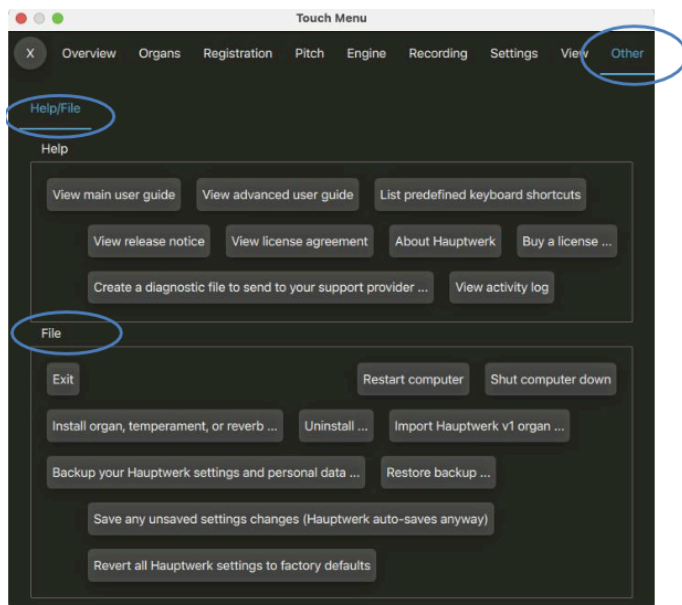 Touch Menu
X Overview Organs Registration Pitch Engine Recording Settings View Other
Help/File
Help
View main user guide View advanced user guide List predefined keyboard shortcuts
View release notice View license agreement About Hauptwerk Buy a license ...
Create a diagnostic file to send to your support provider ... View activity log
File
Exit Restart computer Shut computer down
Install organ, temperament, or reverb ... Uninstall ... Import Hauptwerk v1 organ ...
Backup your Hauptwerk settings and personal data ... Restore backup ...
Save any unsaved settings changes (Hauptwerk auto-saves anyway)
Revert all Hauptwerk settings to factory defaults